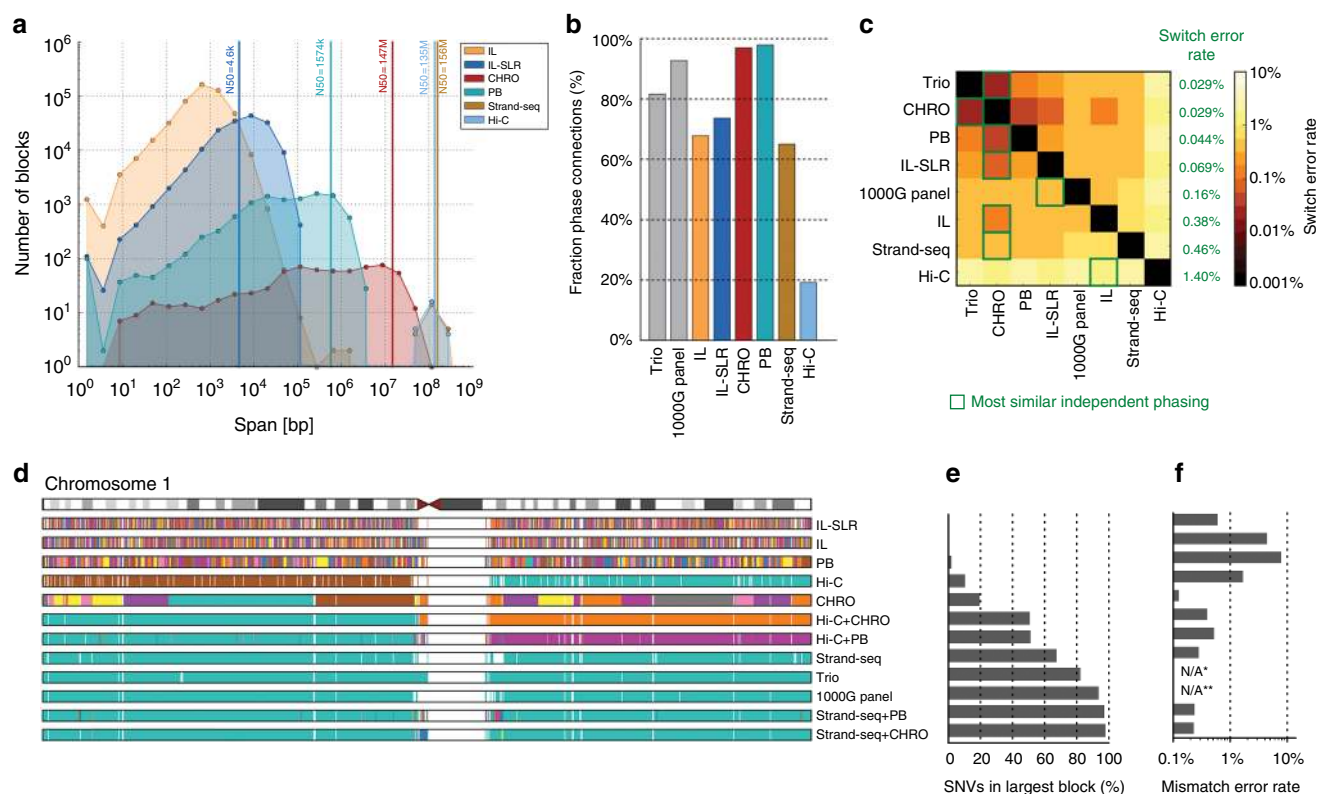 a
10^6
10^5
10^4
10^3
10^2
10^1
10^0
Number of blocks
N50=4.6k
N50=1574k
N50=147M
N50=135M
N50=156M
IL
IL-SLR
CHRO
PB
Strand-seq
Hi-C
10^0 10^1 10^2 10^3 10^4 10^5 10^6 10^7 10^8 10^9
Span [bp]
b
100%
80%
60%
40%
20%
0%
Fraction phase connections (%)
Trio
1000G panel
IL
IL-SLR
CHRO
PB
Strand-seq
Hi-C
c
Switch error
rate
Trio 0.029%
CHRO 0.029%
PB 0.044%
IL-SLR 0.069%
1000G panel 0.16%
IL 0.38%
Strand-seq 0.46%
Hi-C 1.40%
Trio
CHRO
PB
IL-SLR
1000G panel
IL
Strand-seq
Hi-C
10%
1%
0.1%
0.01%
0.001%
Switch error rate
Most similar independent phasing
d
Chromosome 1
IL-SLR
IL
PB
Hi-C
CHRO
Hi-C+CHRO
Hi-C+PB
Strand-seq
Trio
1000G panel
Strand-seq+PB
Strand-seq+CHRO
e
0 20 40 60 80 100
SNVs in largest block (%)
f
N/A*
N/A**
0.1% 1% 10%
Mismatch error rate